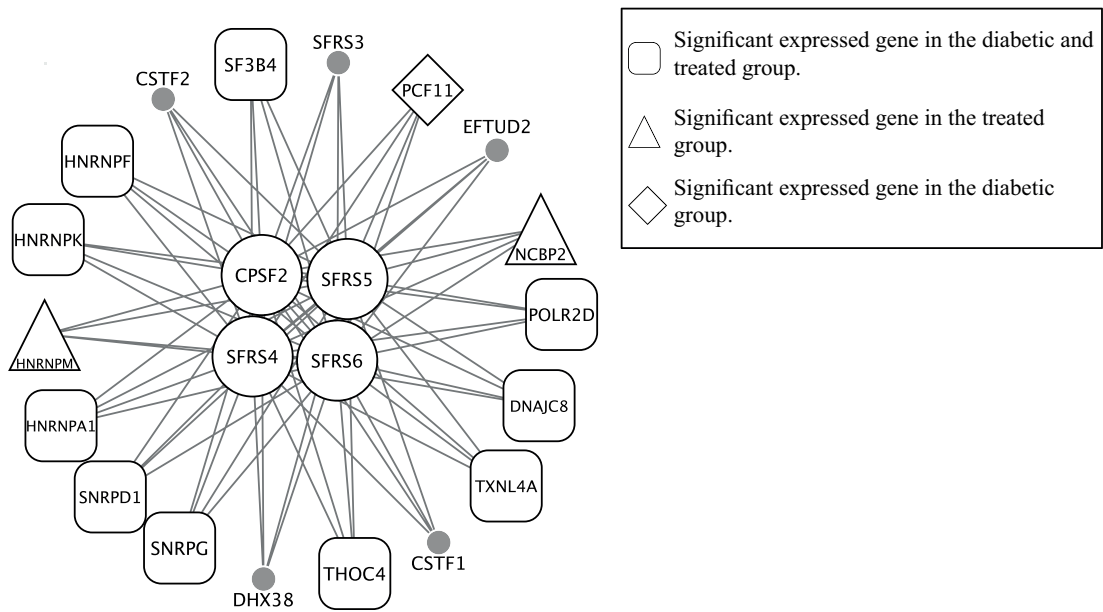 SFRS3
SF3B4
CSTF2
PCF11
EFTUD2
HNRNPF
HNRNPK
NCBP2
CPSF2
SFRS5
POLR2D
HNRNPM
SFRS4
SFRS6
DNAJC8
HNRNPA1
TXNL4A
SNRPD1
SNRPG
CSTF1
THOC4
DHX38
Significant expressed gene in the diabetic and
treated group.
Significant expressed gene in the treated
group.
Significant expressed gene in the diabetic
group.